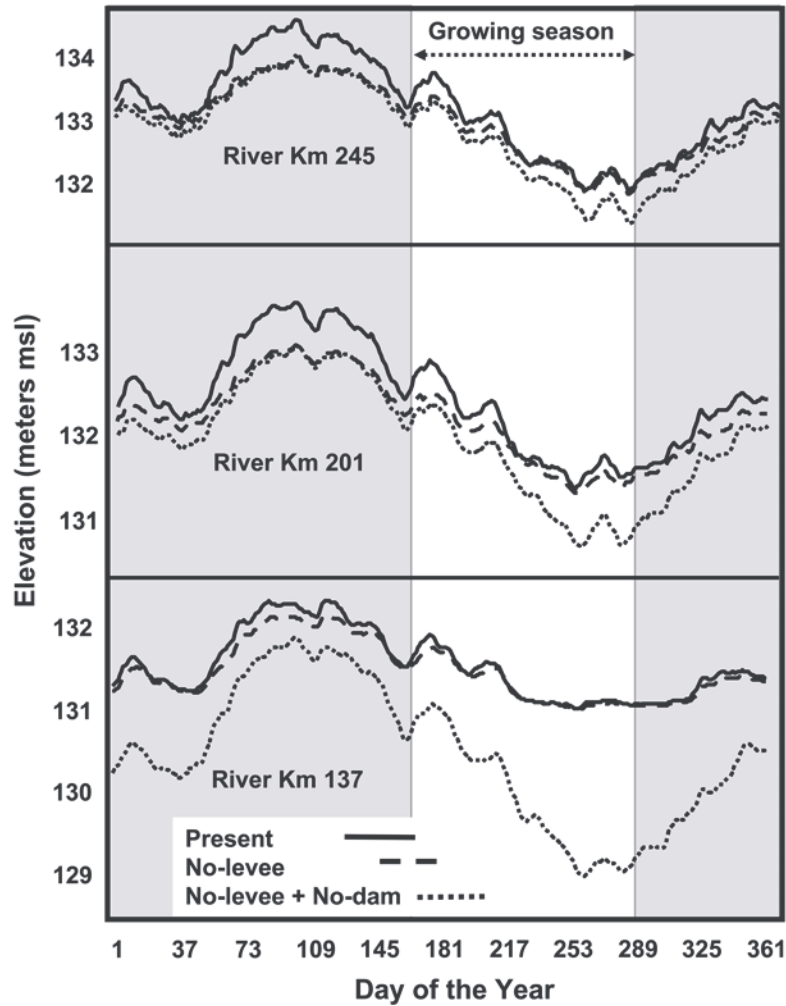 Growing season
134
133
132
River Km 245
133
132
131
River Km 201
132
131
130
129
River Km 137
Present
No-levee
No-levee + No-dam
Elevation (meters msl)
1 37 73 109 145 181 217 253 289 325 361
Day of the Year